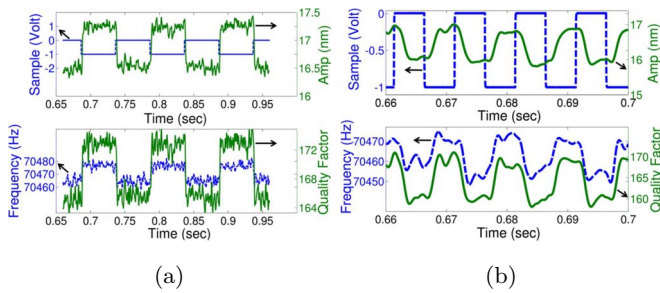 Sample (Volt)
1
0
-1
-2
17.5
17
16.5
16
Amp (nm)
0.65 0.7 0.75 0.8 0.85 0.9 0.95
Time (sec)
Frequency (Hz)
70480
70470
70460
172
168
164
Quality Factor
0.65 0.7 0.75 0.8 0.85 0.9 0.95
Time (sec)
(a)
Sample (Volt)
0
-0.5
-1
17
16
15
Amp (nm)
0.66 0.67 0.68 0.69 0.7
Time (sec)
Frequency (Hz)
70470
70460
70450
170
165
160
Quality Factor
0.66 0.67 0.68 0.69 0.7
Time (sec)
(b)